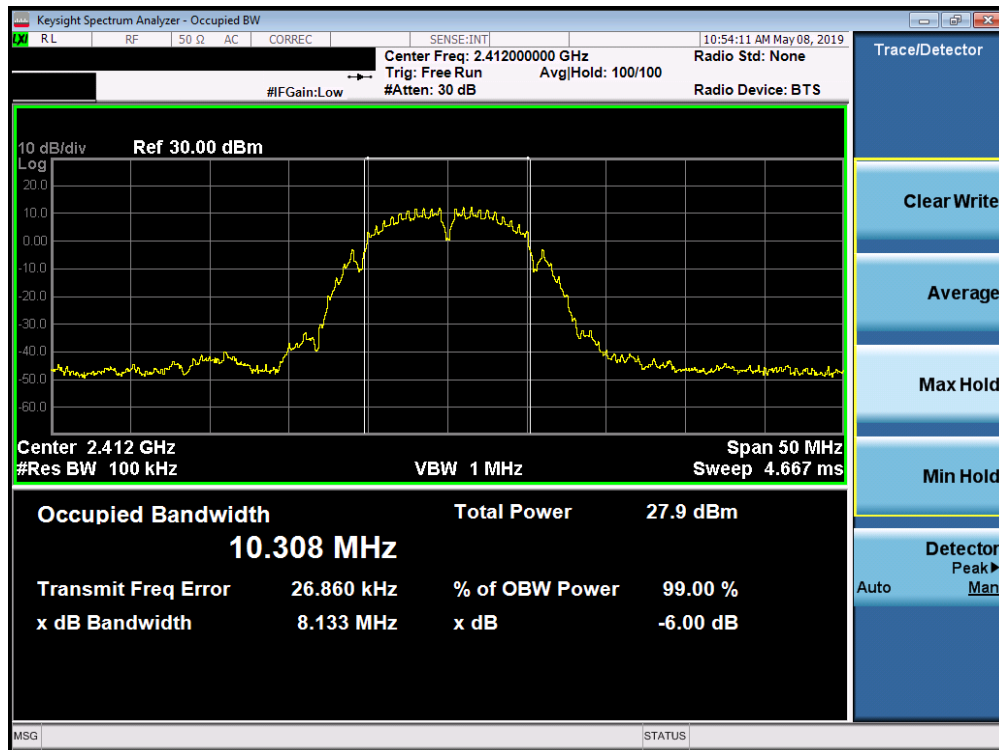 Keysight Spectrum Analyzer - Occupied BW
LXI RL RF 50 Ω AC CORREC SENSE:INT 10:54:11 AM May 08, 2019
Center Freq: 2.412000000 GHz Radio Std: None
Trig: Free Run Avg|Hold: 100/100
#IFGain:Low #Atten: 30 dB Radio Device: BTS
10 dB/div Ref 30.00 dBm
Log
20.0
10.0
0.00
-10.0
-20.0
-30.0
-40.0
-50.0
-60.0
Center 2.412 GHz Span 50 MHz
#Res BW 100 kHz VBW 1 MHz Sweep 4.667 ms
Occupied Bandwidth Total Power 27.9 dBm
10.308 MHz
Transmit Freq Error 26.860 kHz % of OBW Power 99.00 %
x dB Bandwidth 8.133 MHz x dB -6.00 dB
MSG STATUS
Trace/Detector
Clear Write
Average
Max Hold
Min Hold
Detector
Peak
Auto Man